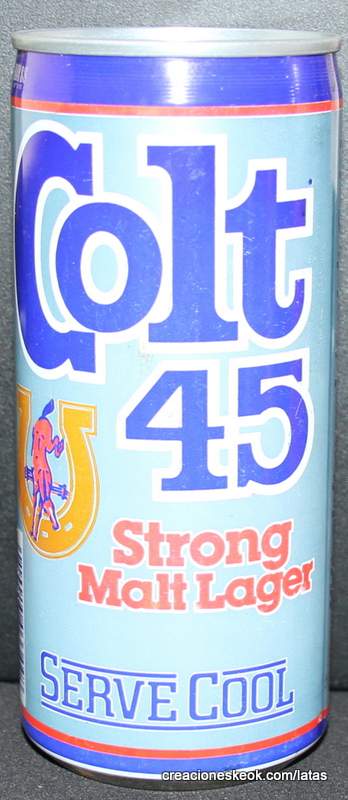 Colt
45
Strong
Malt Lager
SERVE COOL
creacioneskeok.com/latas